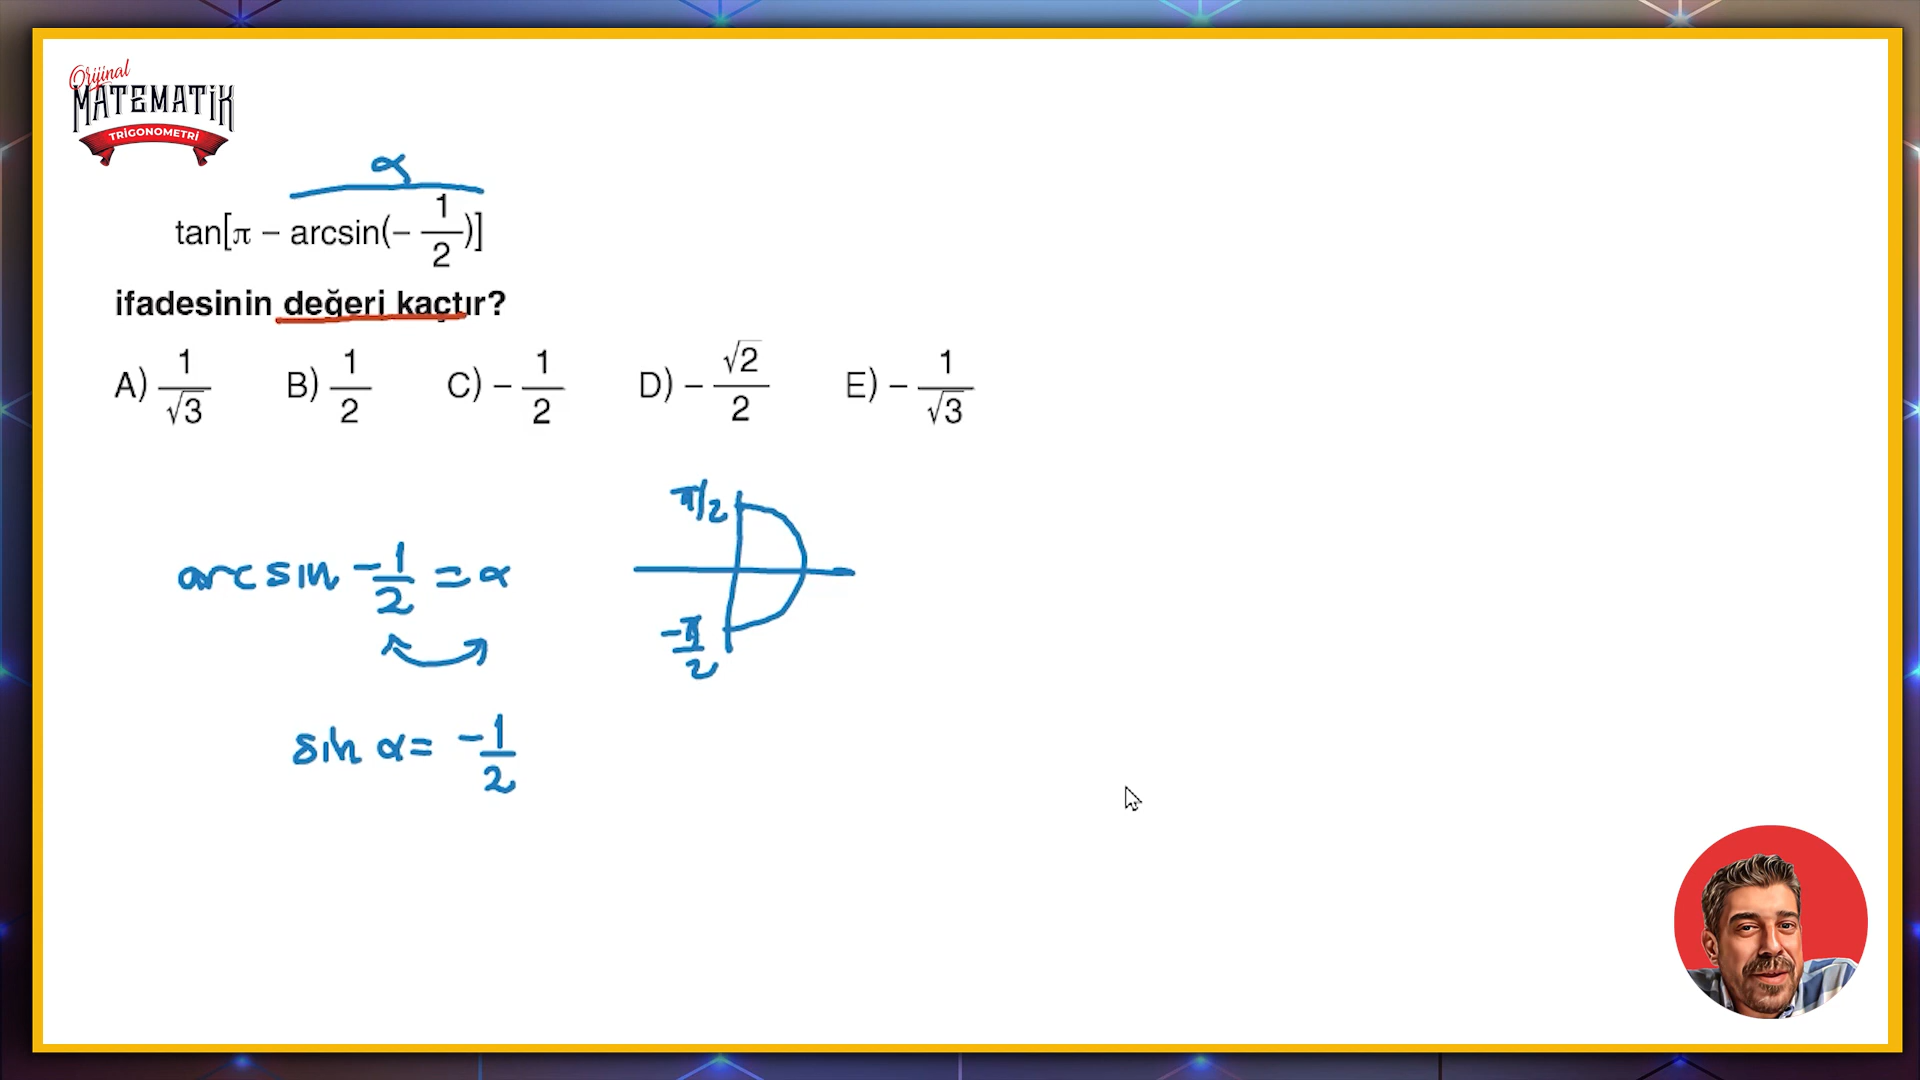 Orijinal
MATEMATİK
TRİGONOMETRİ
α
tan[π – arcsin(– 1/2)]
ifadesinin değeri kaçtır?
A) 1/√3 B) 1/2 C) – 1/2 D) – √2/2 E) – 1/√3
π/2
arcsin -1/2 = α
-π/2
sin α = -1/2